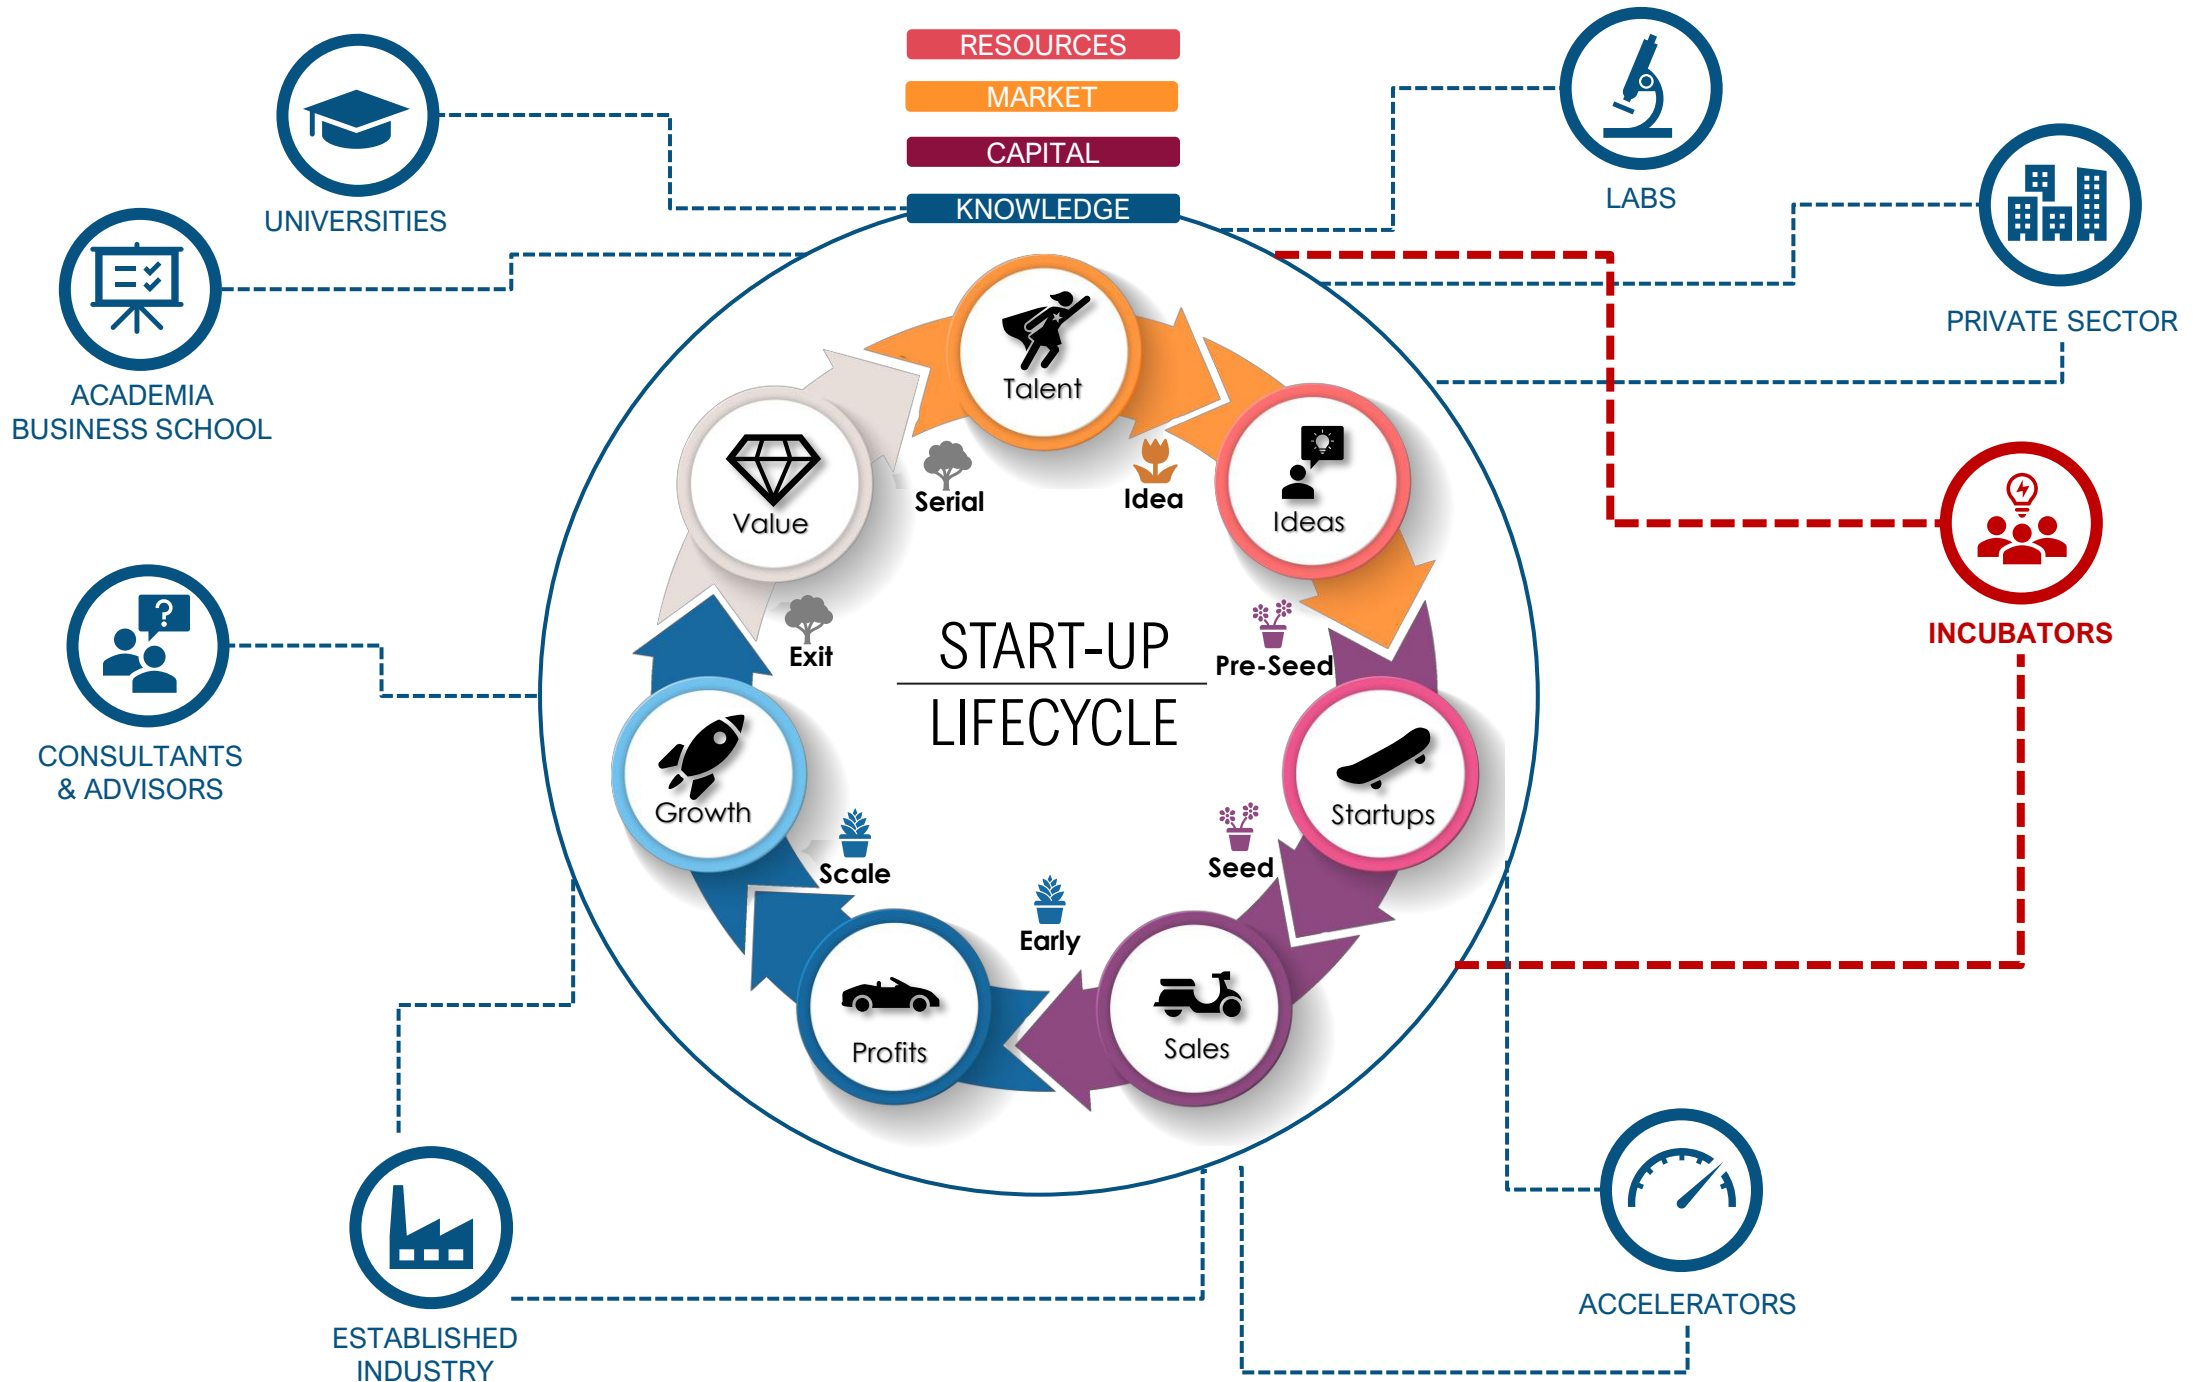 RESOURCES
MARKET
CAPITAL
KNOWLEDGE
UNIVERSITIES
LABS
ACADEMIA
BUSINESS SCHOOL
PRIVATE SECTOR
CONSULTANTS
& ADVISORS
INCUBATORS
ESTABLISHED
INDUSTRY
ACCELERATORS
START-UP
LIFECYCLE
Talent
Idea
Ideas
Pre-Seed
Startups
Seed
Sales
Early
Profits
Scale
Growth
Exit
Value
Serial
?